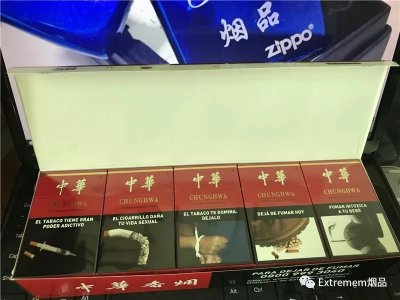 烟品
zippo
中華
CHUNGHWA
EL TABACO TIENE GRAN
PODER ADICTIVO
中華
CHUNGHWA
EL CIGARRILLO DAÑA
TU VIDA SEXUAL
中華
CHUNGHWA
EL TABACO TE DOMINA.
DEJALO
中華
CHUNGHWA
DEJÁ DE FUMAR HOY
中華
CHUNGHWA
FUMAR INTOXICA
A TU BEBÉ
PARA DEJAR DE FUMAR
Extremem烟品